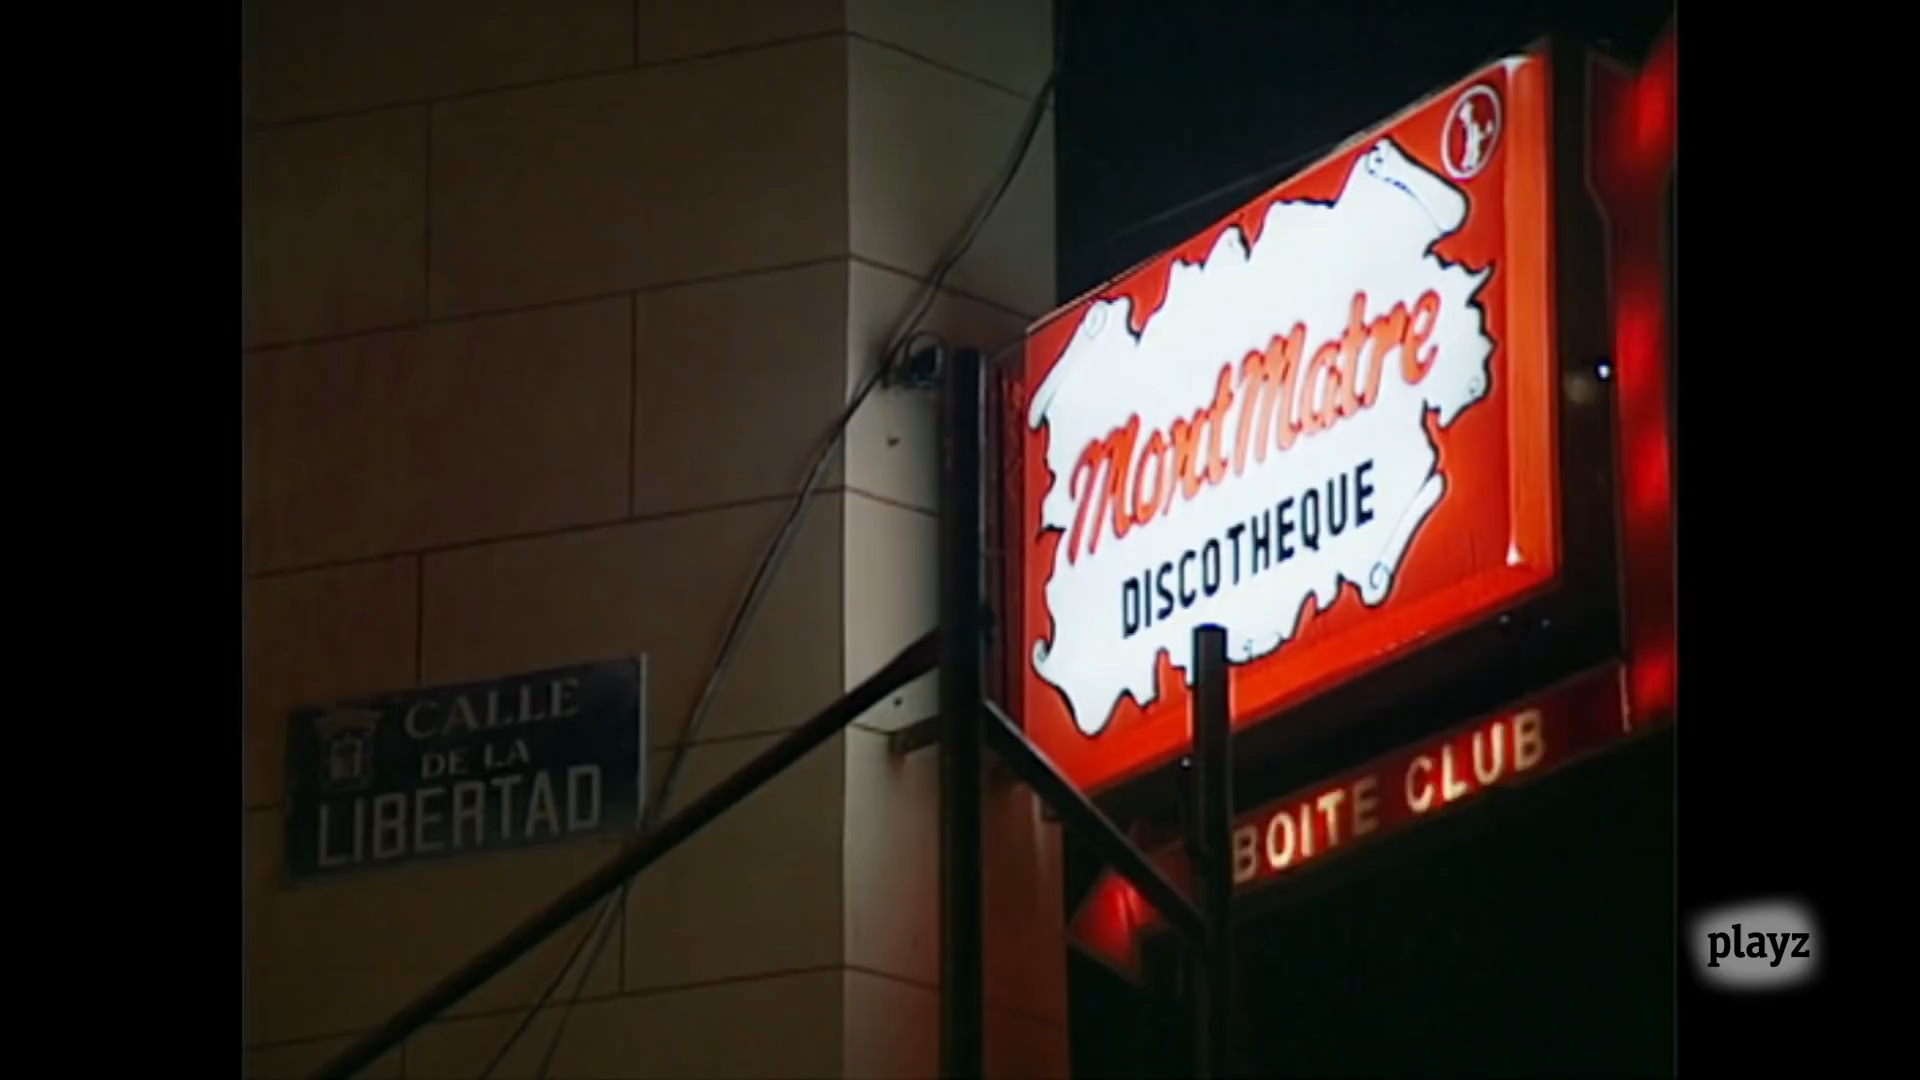 MontMatre
DISCOTHEQUE
BOITE CLUB
CALLE
DE LA
LIBERTAD
playz